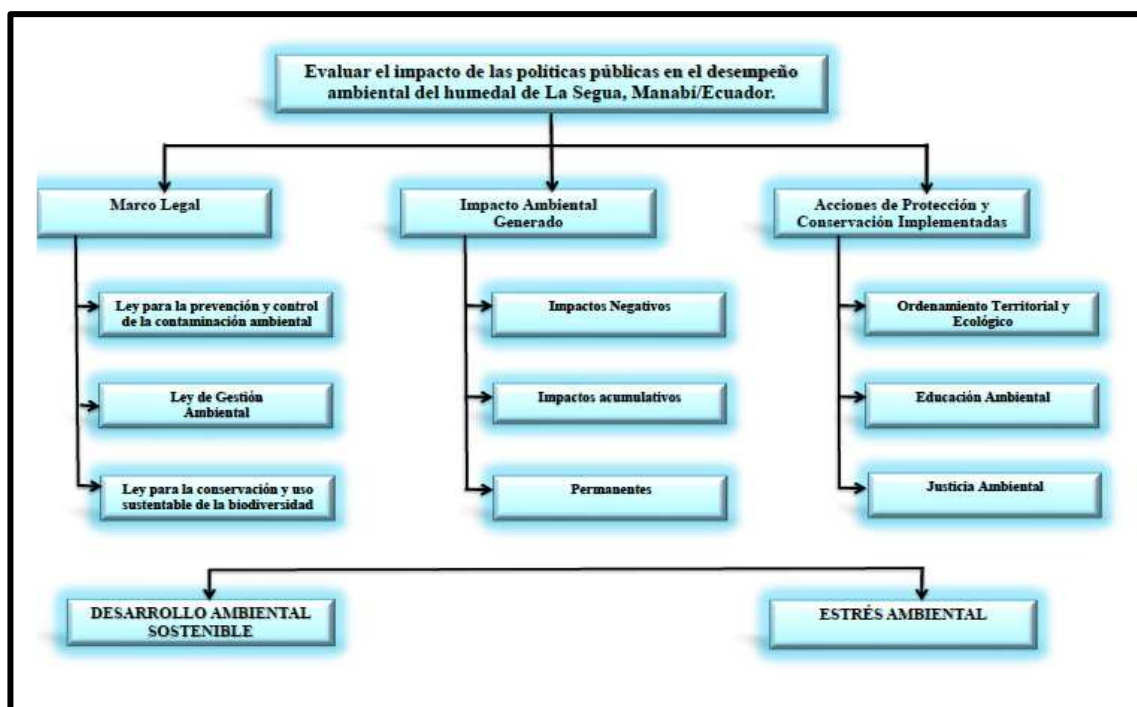 Evaluar el impacto de las políticas públicas en el desempeño
ambiental del humedal de La Segua, Manabí/Ecuador.
Marco Legal
Impacto Ambiental
Generado
Acciones de Protección y
Conservación Implementadas
Ley para la prevención y control
de la contaminación ambiental
Impactos Negativos
Ordenamiento Territorial y
Ecológico
Ley de Gestión
Ambiental
Impactos acumulativos
Educación Ambiental
Ley para la conservación y uso
sustentable de la biodiversidad
Permanentes
Justicia Ambiental
DESARROLLO AMBIENTAL
SOSTENIBLE
ESTRÉS AMBIENTAL